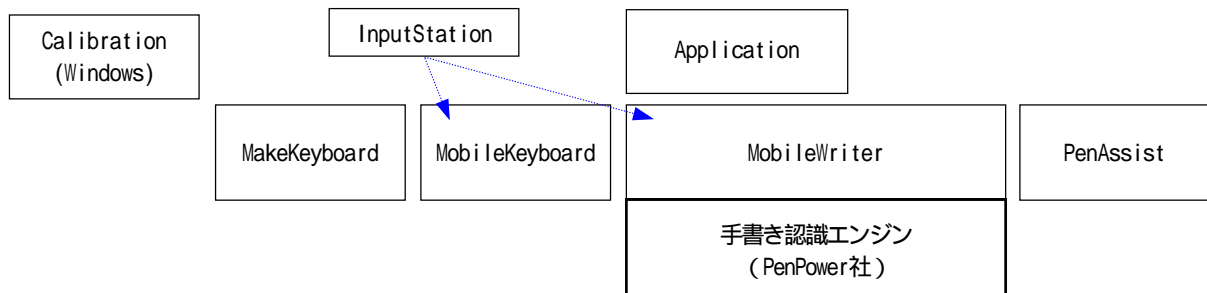 Calibration
(Windows)
InputStation
Application
MakeKeyboard
MobileKeyboard
MobileWriter
PenAssist
手書き認識エンジン
（PenPower社）